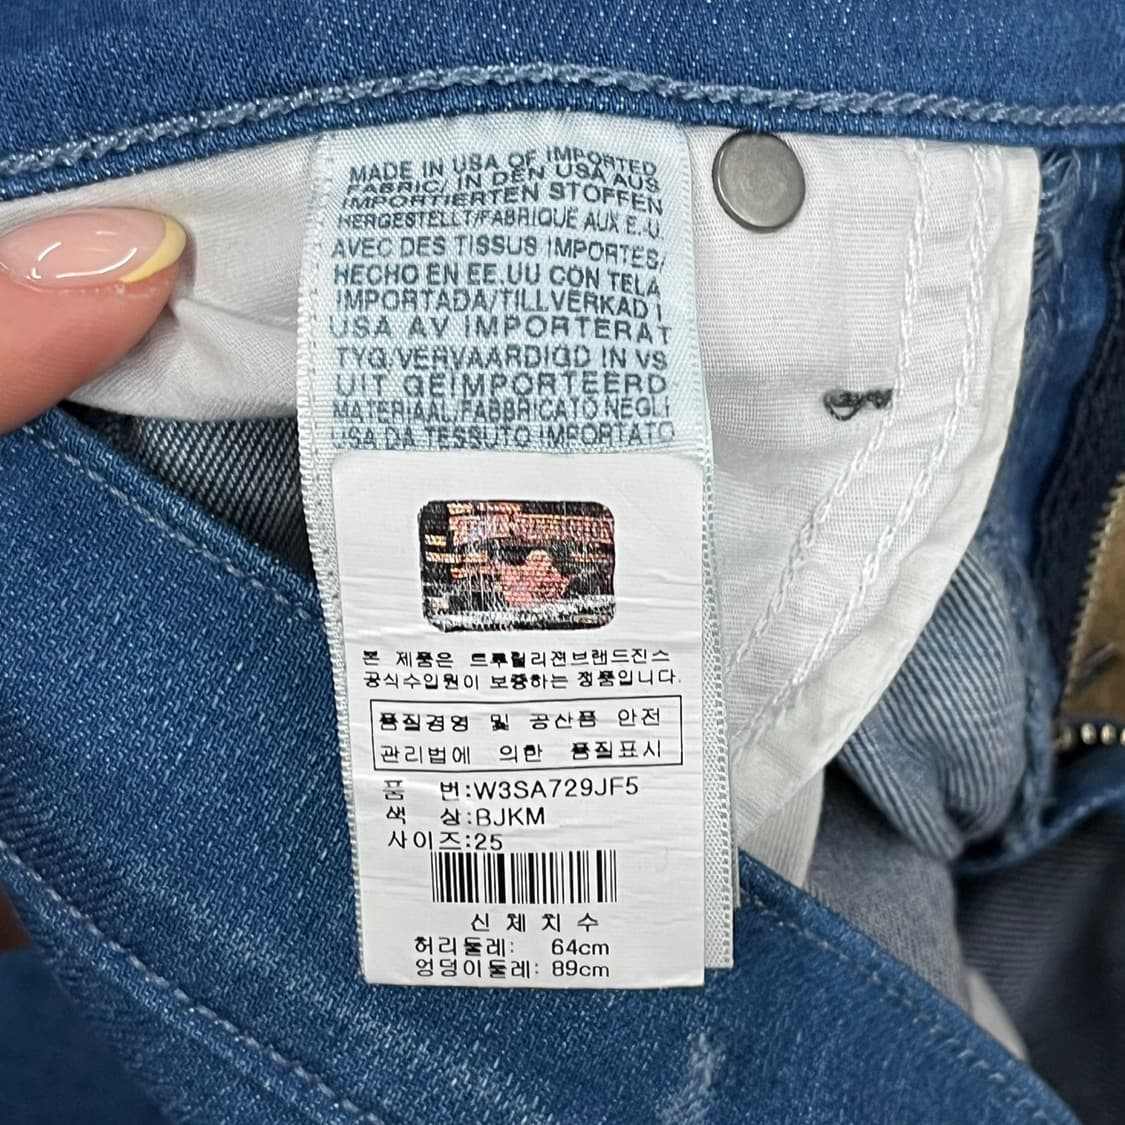 MADE IN USA OF IMPORTED
FABRIC/ IN DEN USA AUS
IMPORTIERTEN STOFFEN
HERGESTELLT/FABRIQUE AUX E.U.
AVEC DES TISSUS IMPORTES/
HECHO EN EE.UU CON TELA
IMPORTADA/TILLVERKAD I
USA AV IMPORTERAT
TYG/VERVAARDIGD IN VS
UIT GEIMPORTEERD
MATERIAAL/FABBRICATO NEGLI
USA DA TESSUTO IMPORTATO
본 제품은 트루릴리젼브랜드진스
공식수입원이 보증하는 정품입니다.
품질경영 및 공산품 안전
관리법에 의한 품질표시
품 번:W3SA729JF5
색 상:BJKM
사이즈:25
신체치수
허리둘레: 64cm
엉덩이둘레: 89cm